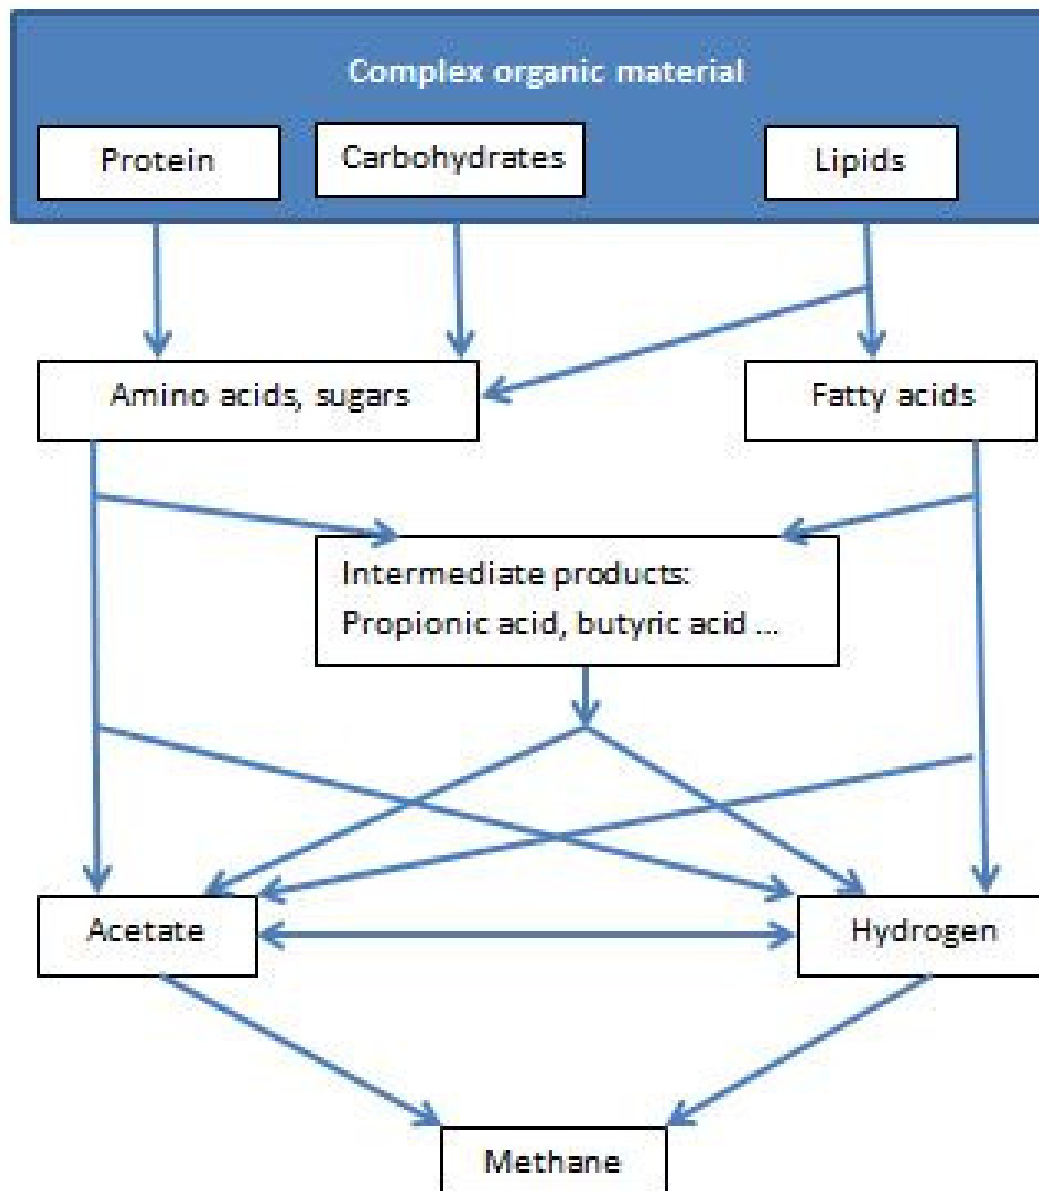 Complex organic material
Protein
Carbohydrates
Lipids
Amino acids, sugars
Fatty acids
Intermediate products:
Propionic acid, butyric acid ...
Acetate
Hydrogen
Methane